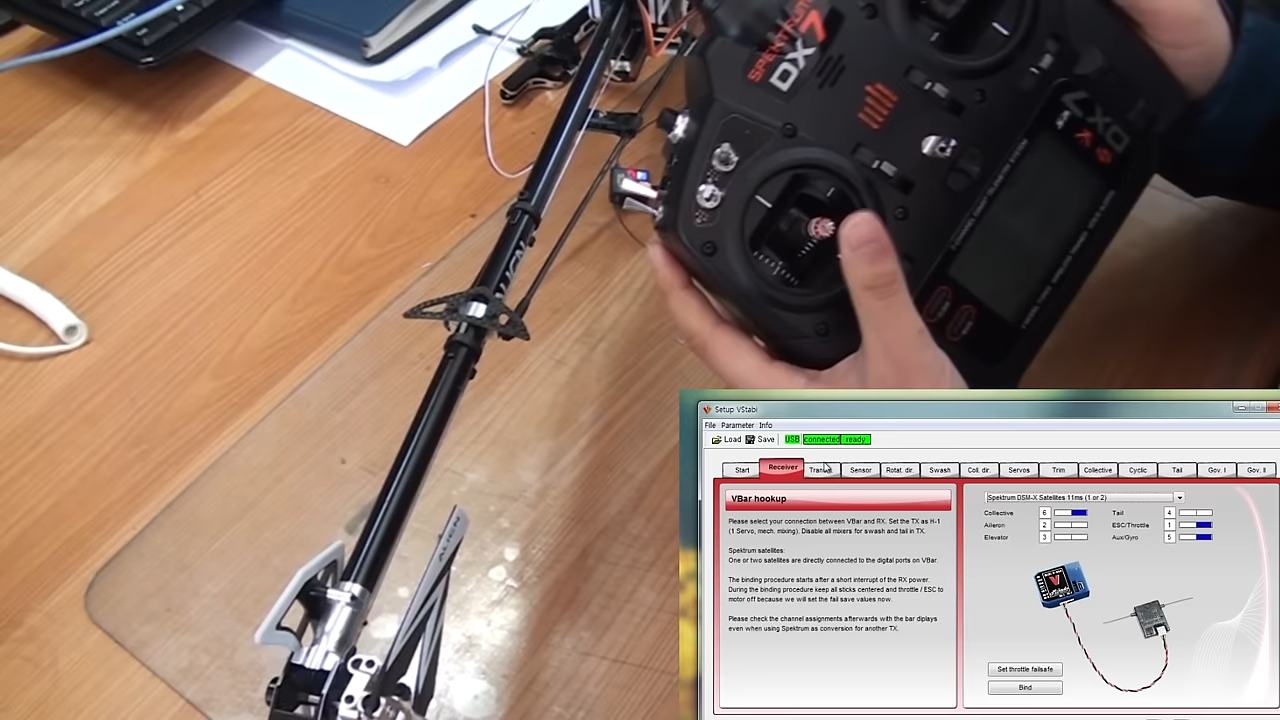 SPEKTRUM
DX7
DX7
ALIGN
ALIGN
Setup VStabi
File Parameter Info
Load Save USB connected ready
Start Receiver Sensor Rotat. dir. Swash Coll. dir. Servos Trim Collective Cyclic Tail Gov. I Gov. II
VBar hookup
Please select your connection between VBar and RX. Set the TX as H-1
(1 Servo, mech. mixing). Disable all mixers for swash and tail in TX.
Spektrum satellites:
One or two satellites are directly connected to the digital ports on VBar.
The binding procedure starts after a short interrupt of the RX power.
During the binding procedure keep all sticks centered and throttle / ESC to
motor off because we will set the fail save values now.
Please check the channel assignments afterwards with the bar displays
even when using Spektrum as conversion for another TX.
Spektrum DSM-X Satellites 11ms (1 or 2)
Collective 6 Tail 4
Aileron 2 ESC/Throttle 1
Elevator 3 Aux/Gyro 5
Set throttle failsafe
Bind